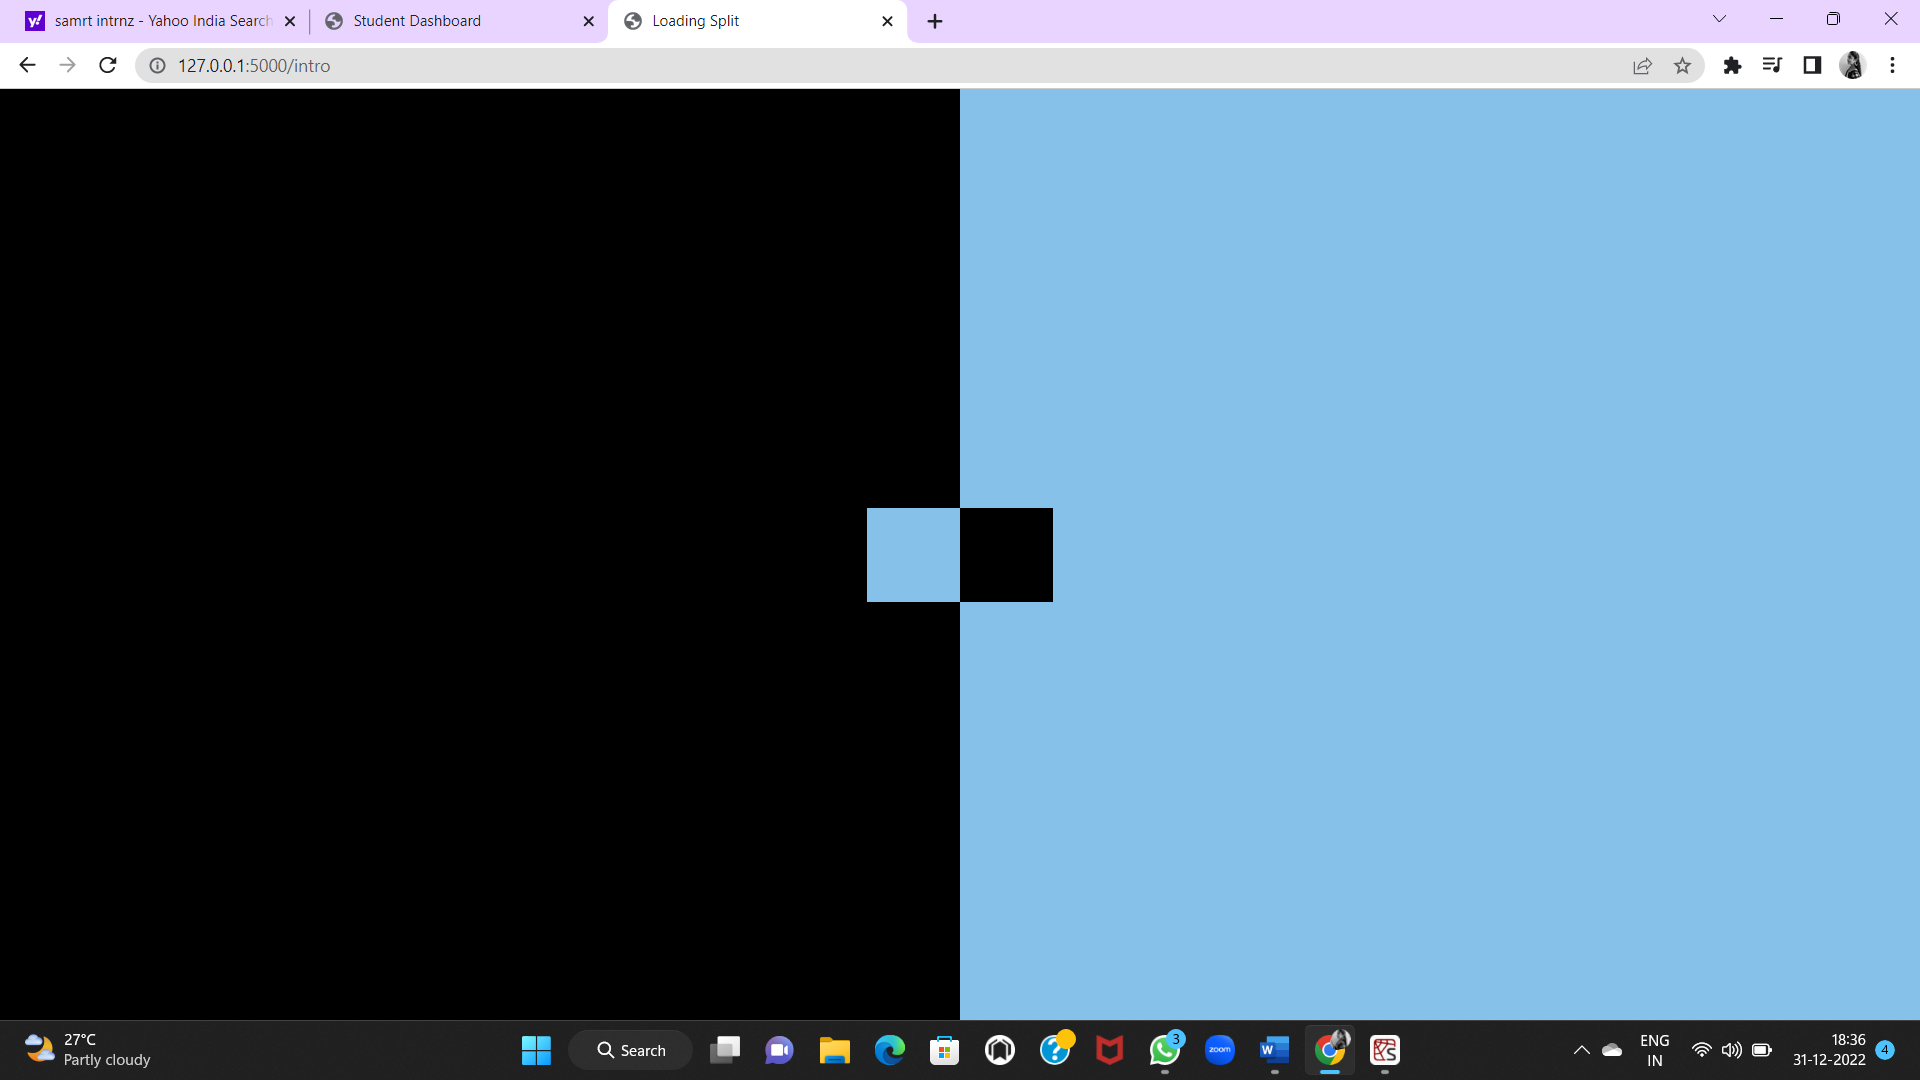 y! samrt intrnz - Yahoo India Search
Student Dashboard
Loading Split
127.0.0.1:5000/intro
27°C
Partly cloudy
Search
3
zoom
W
ENG
IN
18:36
31-12-2022
4